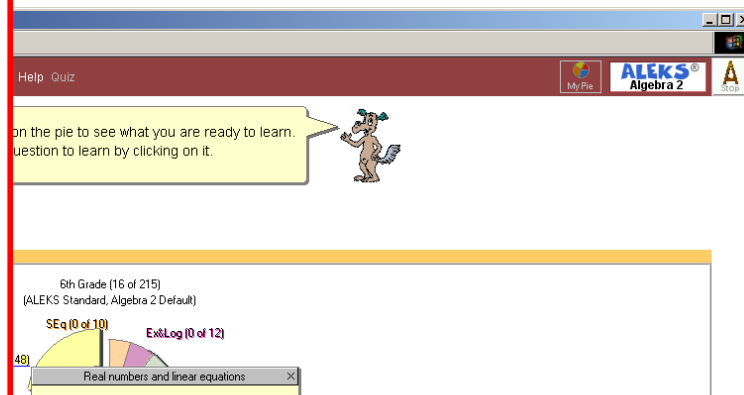 Help Quiz
MyPie
ALEKS®
Algebra 2
Stop
on the pie to see what you are ready to learn.
uestion to learn by clicking on it.
6th Grade (16 of 215)
(ALEKS Standard, Algebra 2 Default)
SEq (0 of 10)
Ex&Log (0 of 12)
48)
Real numbers and linear equations